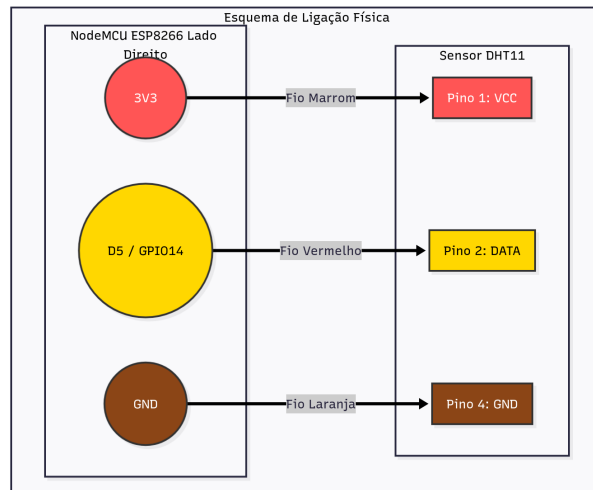 Esquema de Ligação Física
NodeMCU ESP8266 Lado
Direito
Sensor DHT11
3V3
Fio Marrom
Pino 1: VCC
D5 / GPIO14
Fio Vermelho
Pino 2: DATA
GND
Fio Laranja
Pino 4: GND